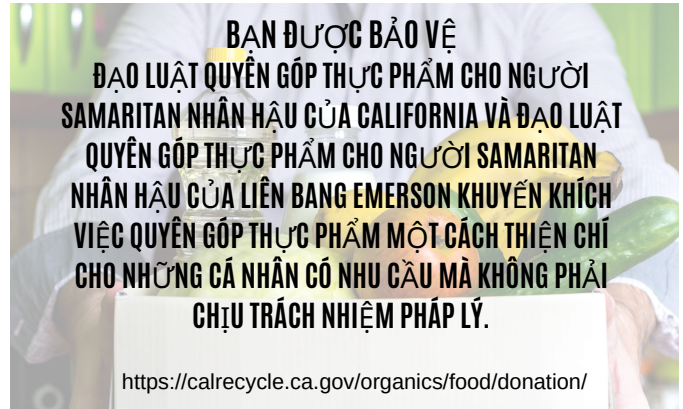 BẠN ĐƯỢC BẢO VỆ
ĐẠO LUẬT QUYÊN GÓP THỰC PHẨM CHO NGƯỜI
SAMARITAN NHÂN HẬU CỦA CALIFORNIA VÀ ĐẠO LUẬT
QUYÊN GÓP THỰC PHẨM CHO NGƯỜI SAMARITAN
NHÂN HẬU CỦA LIÊN BANG EMERSON KHUYẾN KHÍCH
VIỆC QUYÊN GÓP THỰC PHẨM MỘT CÁCH THIỆN CHÍ
CHO NHỮNG CÁ NHÂN CÓ NHU CẦU MÀ KHÔNG PHẢI
CHỊU TRÁCH NHIỆM PHÁP LÝ.
https://calrecycle.ca.gov/organics/food/donation/